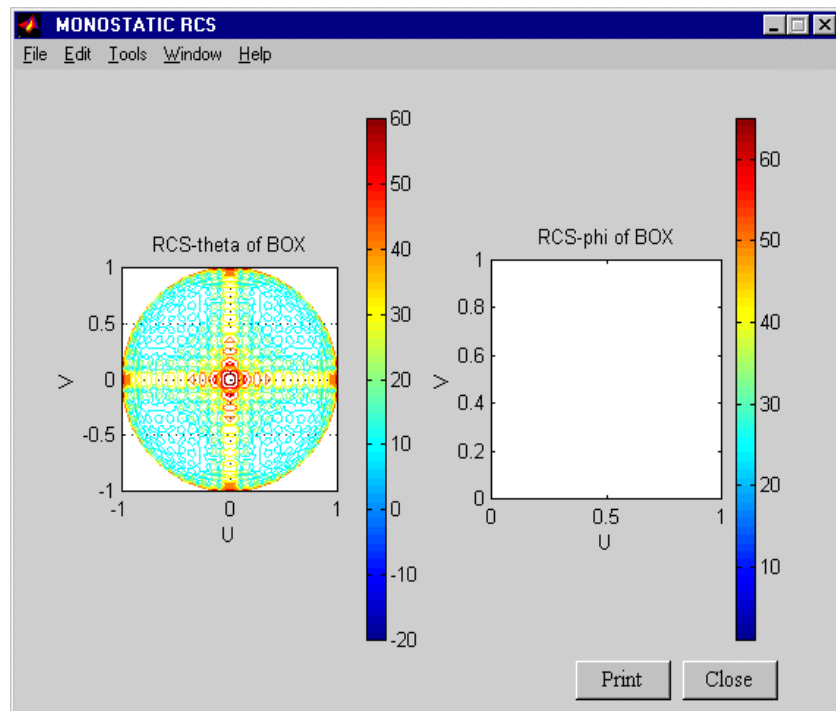 MONOSTATIC RCS
File Edit Tools Window Help
RCS-theta of BOX
1
0.5
0
-0.5
-1
-1 0 1
U
V
60
50
40
30
20
10
0
-10
-20
RCS-phi of BOX
1
0.8
0.6
0.4
0.2
0
0 0.5 1
U
V
60
50
40
30
20
10
Print Close